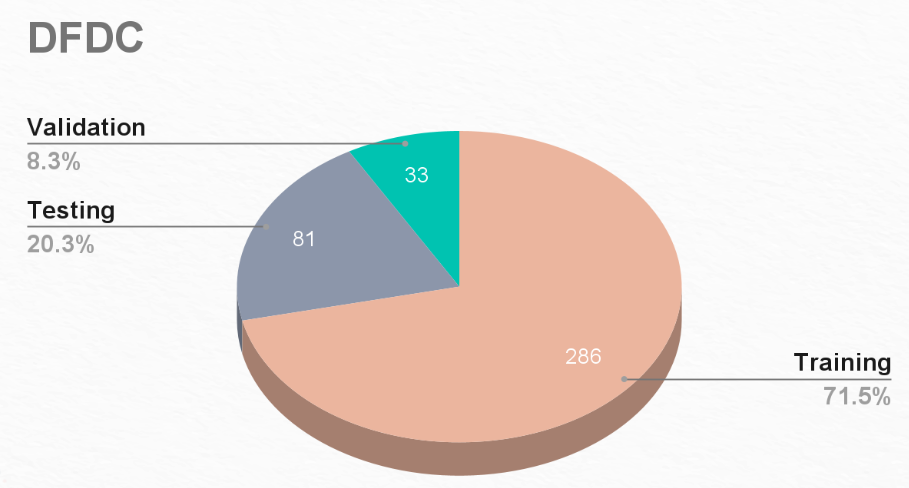 DFDC
Validation
8.3%
33
Testing
20.3%
81
286
Training
71.5%